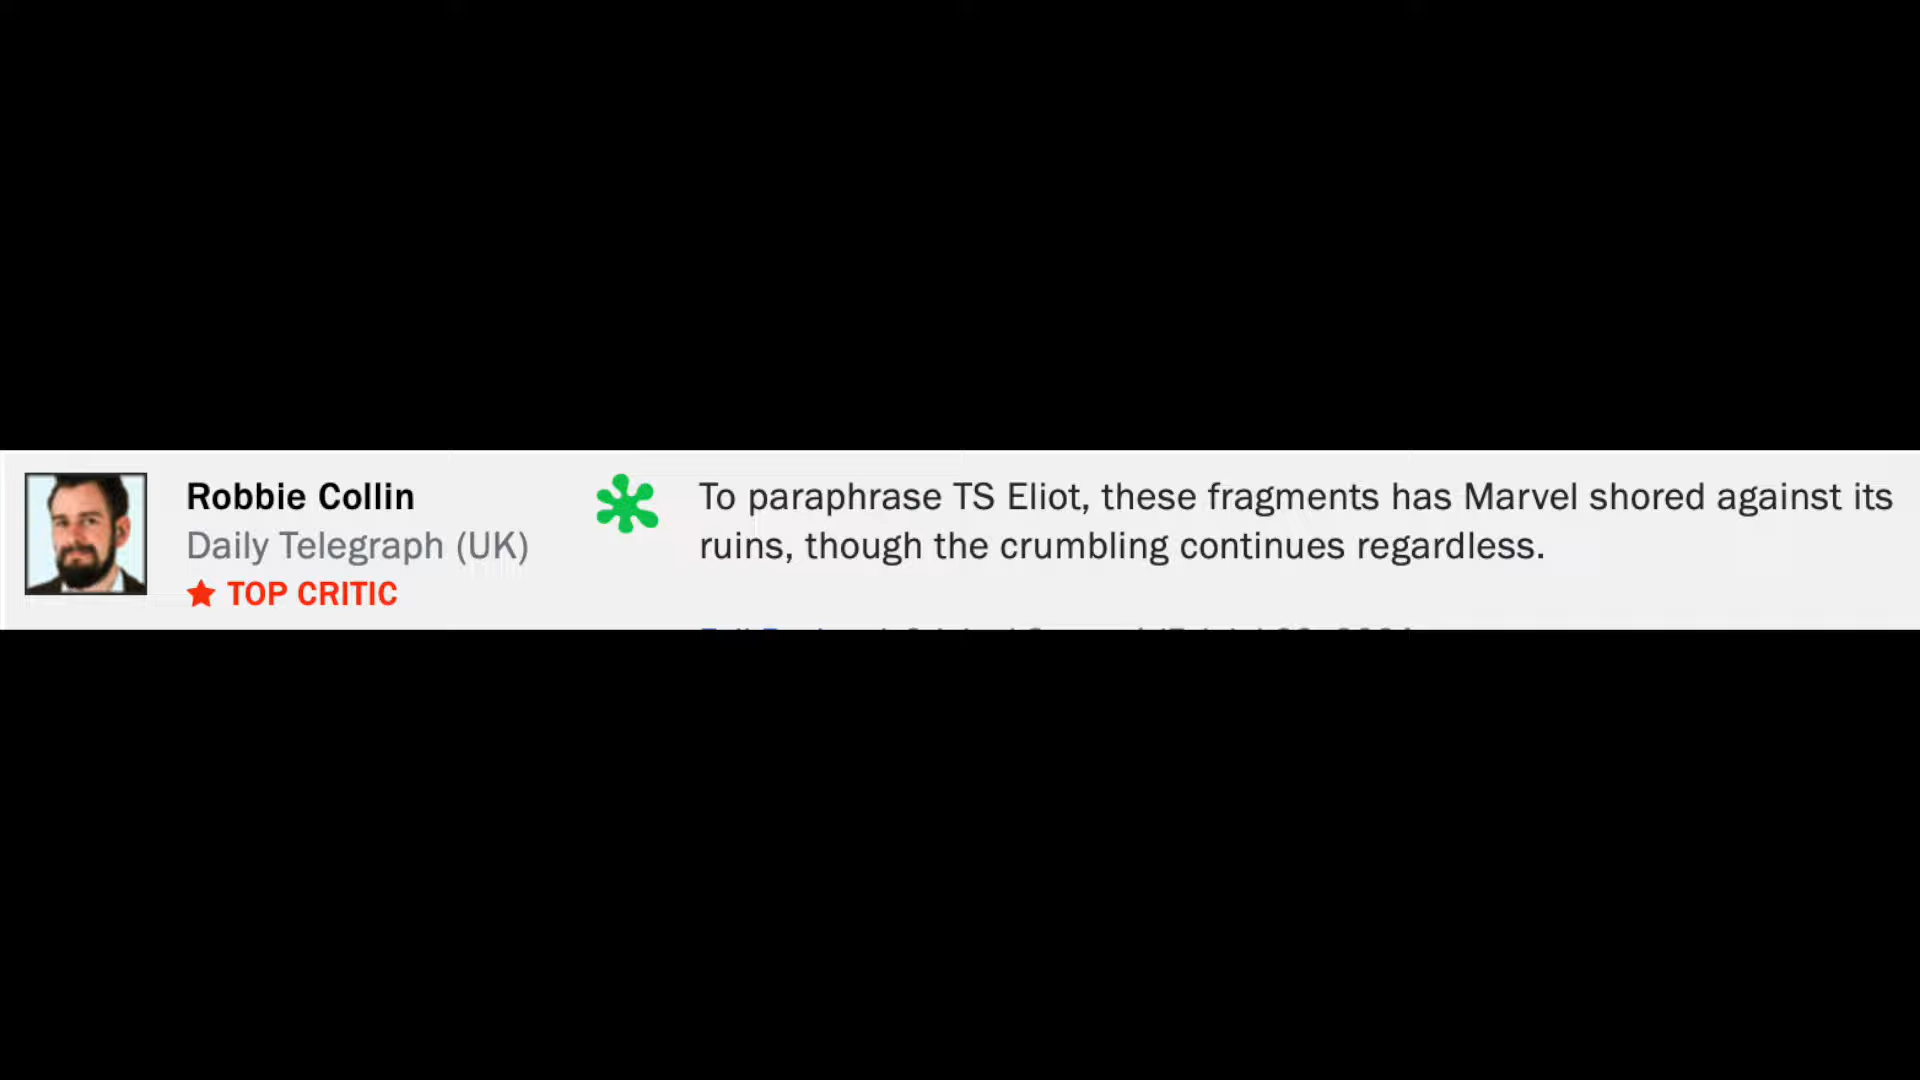 Robbie Collin
Daily Telegraph (UK)
TOP CRITIC
To paraphrase TS Eliot, these fragments has Marvel shored against its
ruins, though the crumbling continues regardless.